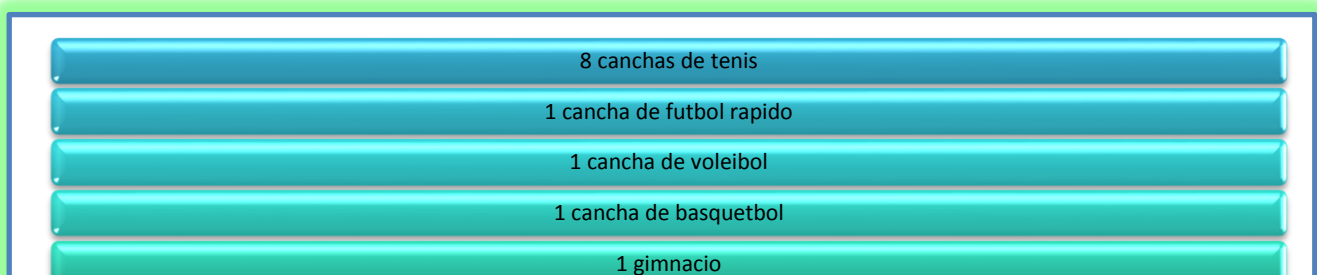 8 canchas de tenis
1 cancha de futbol rapido
1 cancha de voleibol
1 cancha de basquetbol
1 gimnacio